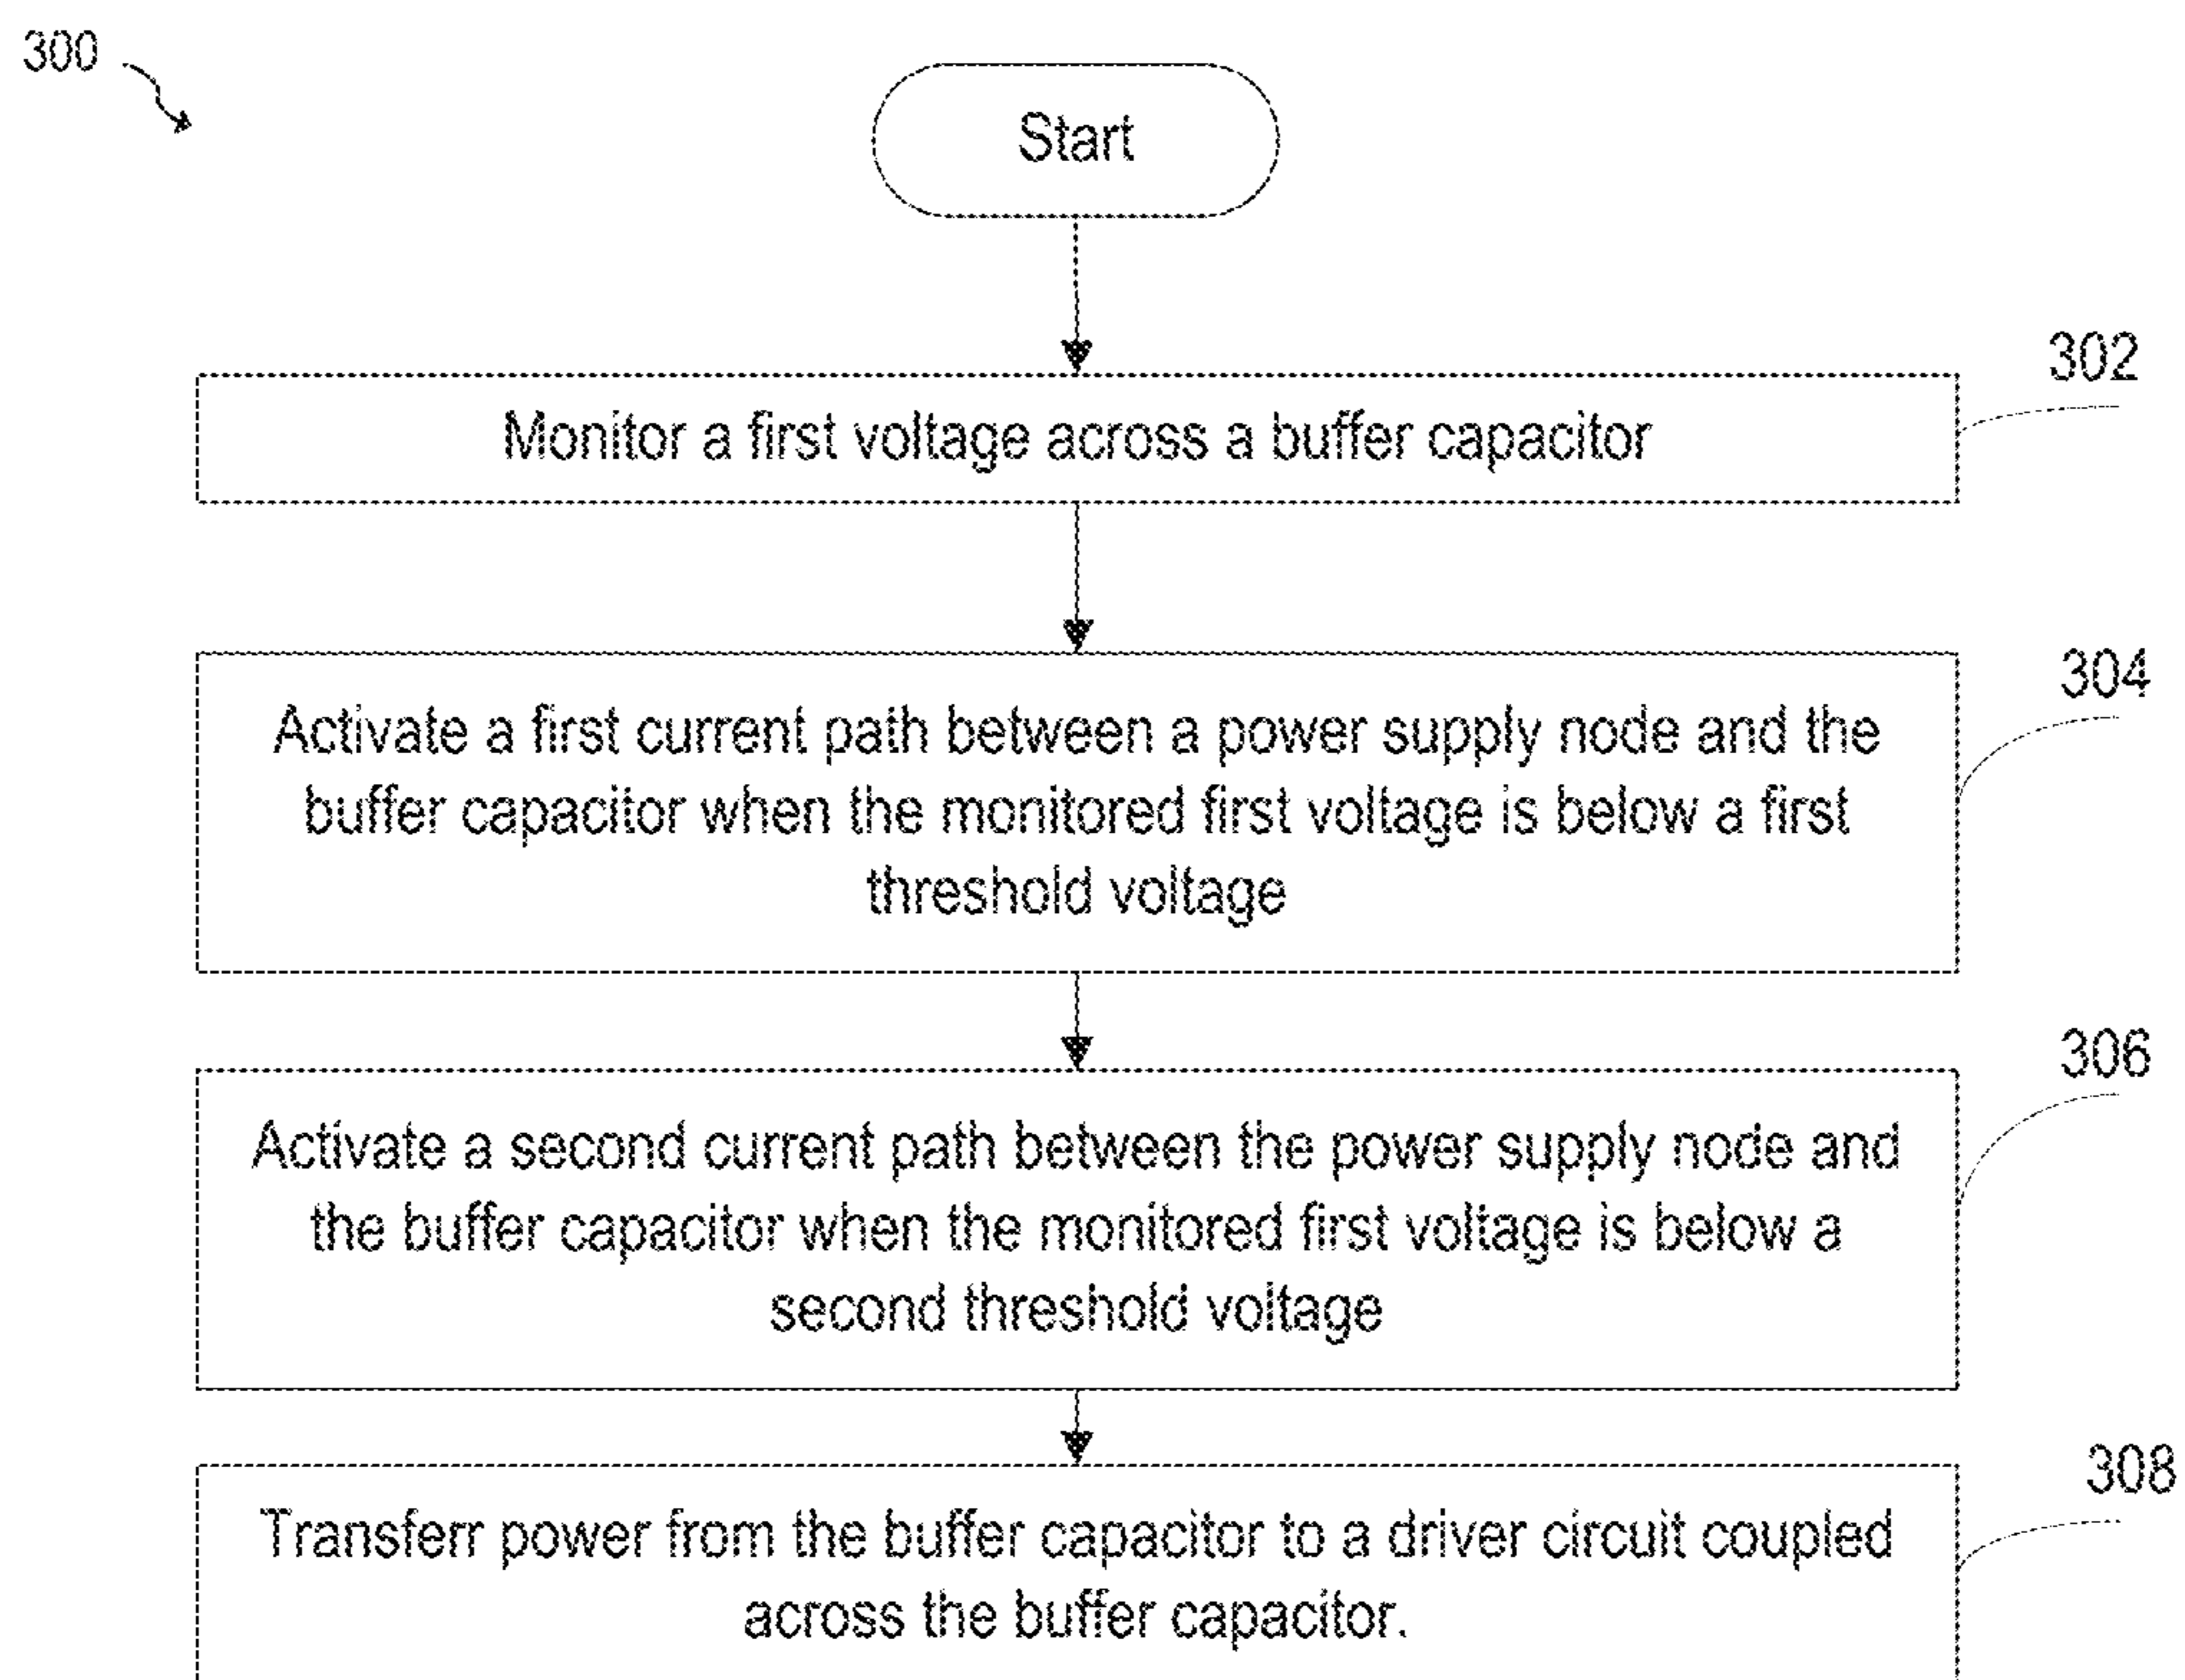 300
Start
302
Monitor a first voltage across a buffer capacitor
304
Activate a first current path between a power supply node and the
buffer capacitor when the monitored first voltage is below a first
threshold voltage
306
Activate a second current path between the power supply node and
the buffer capacitor when the monitored first voltage is below a
second threshold voltage
308
Transferr power from the buffer capacitor to a driver circuit coupled
across the buffer capacitor.